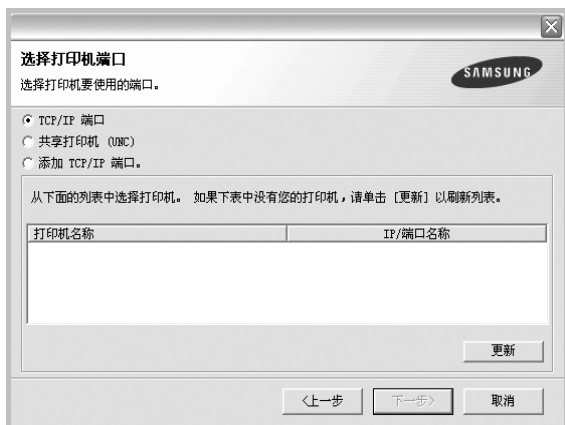 选择打印机端口
选择打印机要使用的端口。
SAMSUNG
TCP/IP 端口
共享打印机 (UNC)
添加 TCP/IP 端口。
从下面的列表中选择打印机。 如果下表中没有您的打印机，请单击 [更新] 以刷新列表。
打印机名称 IP/端口名称
更新
<上一步 下一步> 取消